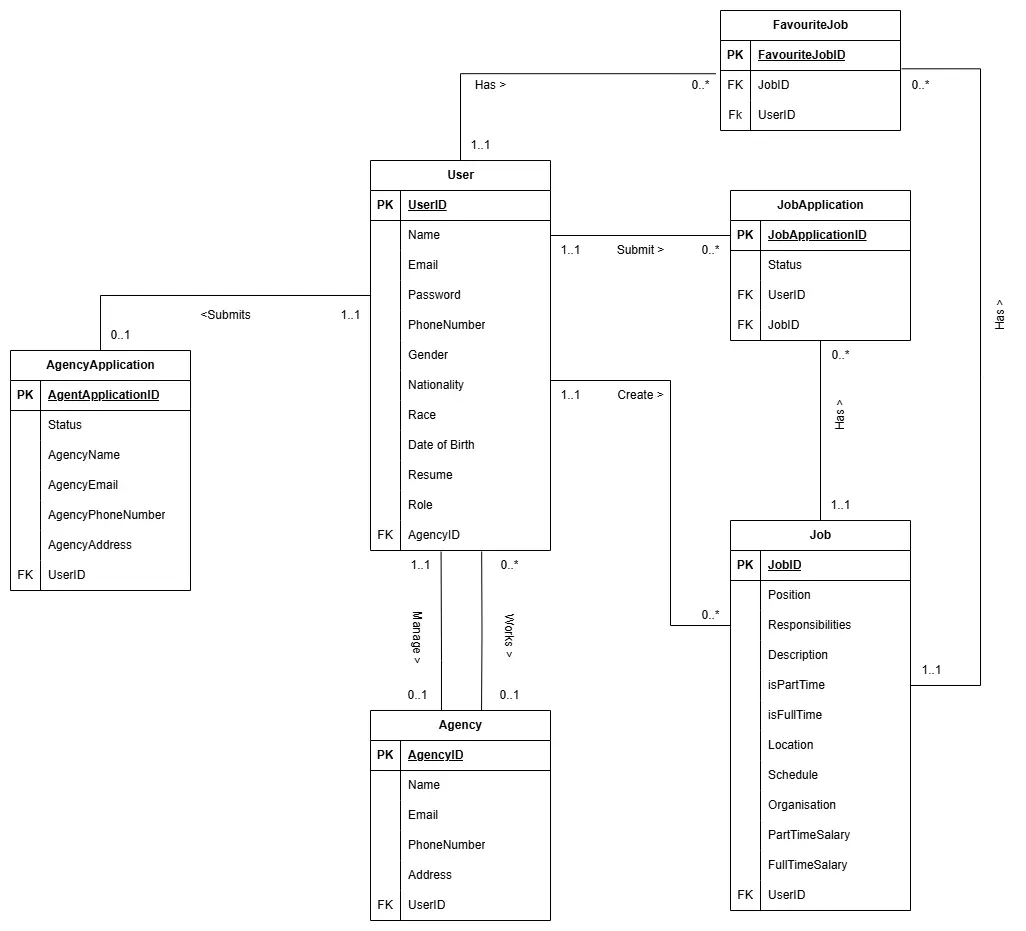 FavouriteJob
PK FavouriteJobID
FK JobID
Fk UserID
Has >
0..*
0..*
1..1
User
PK UserID
Name
Email
Password
PhoneNumber
Gender
Nationality
Race
Date of Birth
Resume
Role
FK AgencyID
JobApplication
PK JobApplicationID
Status
FK UserID
FK JobID
1..1
Submit >
0..*
<Submits
1..1
0..1
AgencyApplication
PK AgentApplicationID
Status
AgencyName
AgencyEmail
AgencyPhoneNumber
AgencyAddress
FK UserID
Has >
0..*
Has >
1..1
1..1
Create >
0..*
Job
PK JobID
Position
Responsibilities
Description
isPartTime
isFullTime
Location
Schedule
Organisation
PartTimeSalary
FullTimeSalary
FK UserID
1..1
1..1
0..*
Manage >
Works >
0..1
0..1
Agency
PK AgencyID
Name
Email
PhoneNumber
Address
FK UserID